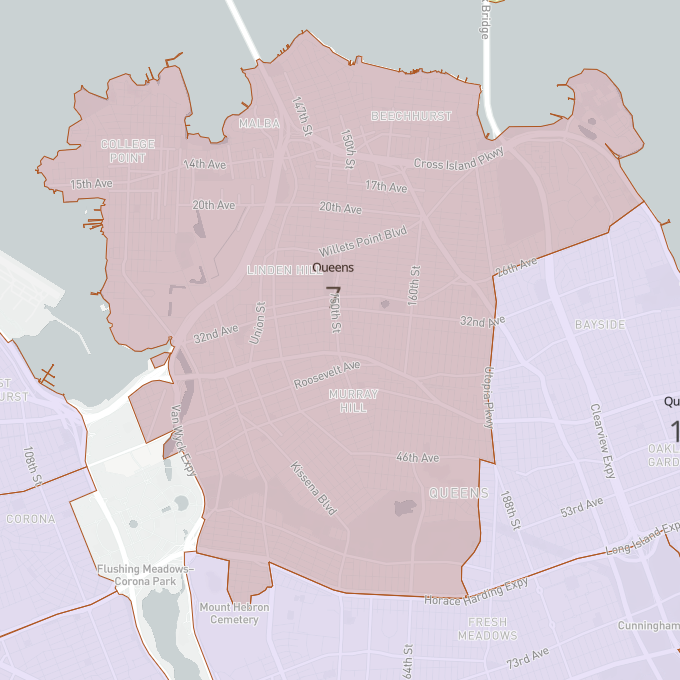 Bridge
147th St
BEECHHURST
MALBA
150th St
COLLEGE
POINT
14th Ave
Cross Island Pkwy
15th Ave
17th Ave
20th Ave
20th Ave
Willets Point Blvd
Queens
7
LINDEN HILL
26th Ave
160th St
150th St
Union St
32nd Ave
32nd Ave
BAYSIDE
Roosevelt Ave
Utopia Pkwy
MURRAY
HILL
Van Wyck Expy
Clearview Expy
Qu
1
ST
HURST
108th St
46th Ave
OAKL
GARD
Kissena Blvd
QUEENS
188th St
53rd Ave
CORONA
Long Island Exp
Flushing Meadows-
Corona Park
Horace Harding Expy
Mount Hebron
Cemetery
FRESH
MEADOWS
Cunningham
64th St
73rd Ave